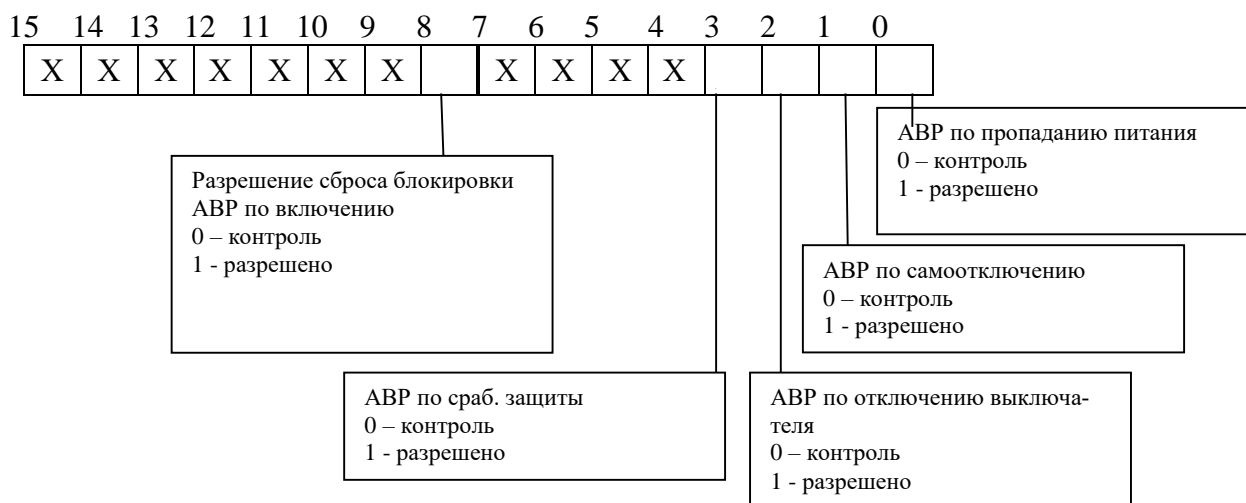 15 14 13 12 11 10 9 8 7 6 5 4 3 2 1 0
X X X X X X X X X X X
АВР по пропаданию питания
0 – контроль
1 - разрешено
Разрешение сброса блокировки
АВР по включению
0 – контроль
1 - разрешено
АВР по самоотключению
0 – контроль
1 - разрешено
АВР по сраб. защиты
0 – контроль
1 - разрешено
АВР по отключению выключа-
теля
0 – контроль
1 - разрешено